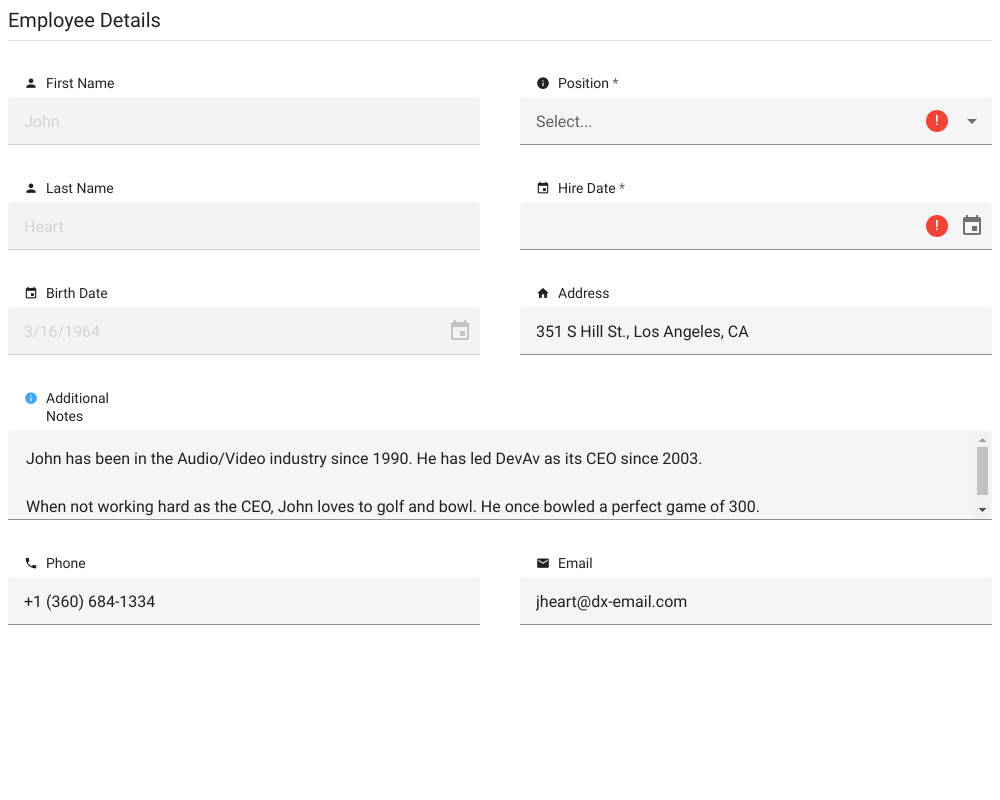 Employee Details
First Name
John
Position *
Select...
!
Last Name
Heart
Hire Date *
!
Birth Date
3/16/1964
Address
351 S Hill St., Los Angeles, CA
Additional
Notes
John has been in the Audio/Video industry since 1990. He has led DevAv as its CEO since 2003.
When not working hard as the CEO, John loves to golf and bowl. He once bowled a perfect game of 300.
Phone
+1 (360) 684-1334
Email
jheart@dx-email.com